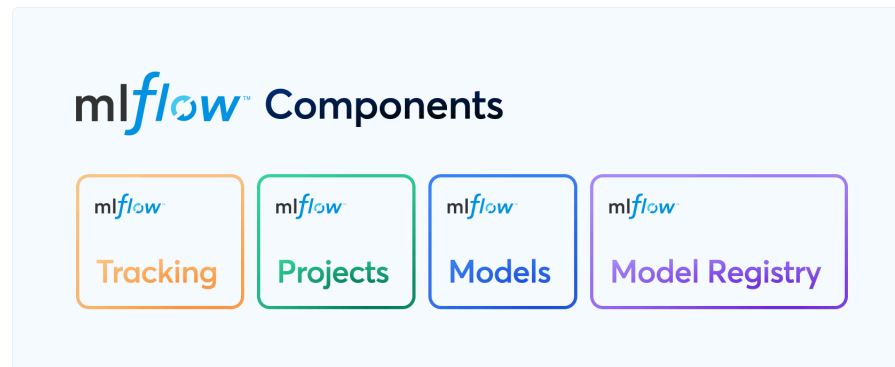 mlflow™ Components
mlflow™ mlflow™ mlflow™ mlflow™
Tracking Projects Models Model Registry